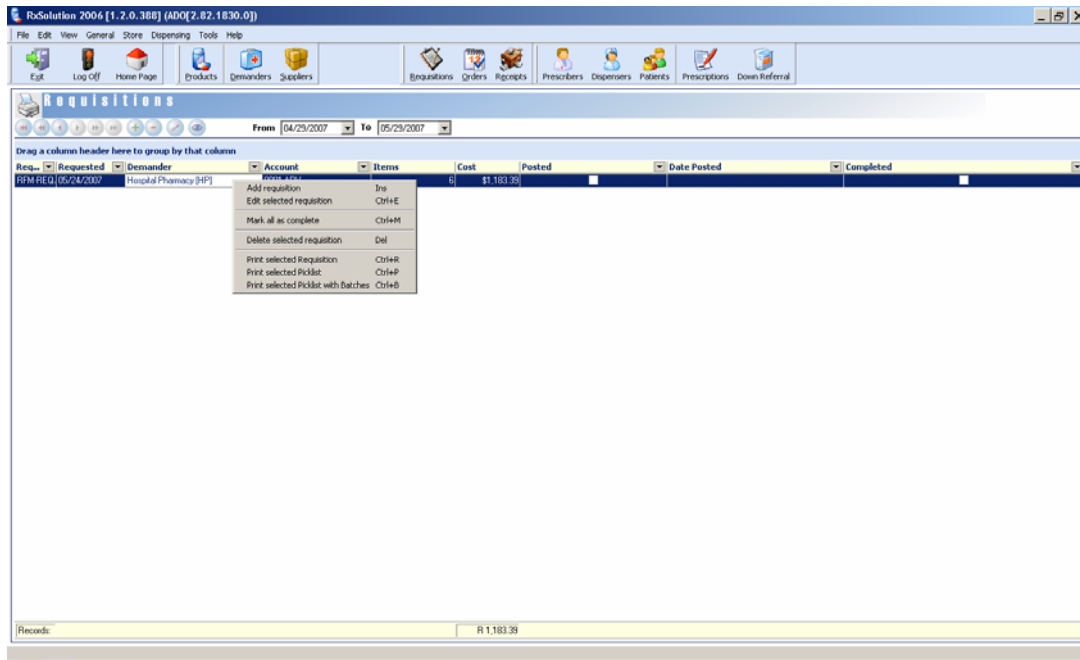 RxSolution 2006 [1.2.0.388] (ADO[2.82.1830.0])
File Edit View General Store Dispensing Tools Help
Exit Log Off Home Page Products Demanders Suppliers Requisitions Orders Receipts Prescribers Dispensers Patients Prescriptions Down Referral
Requisitions
From 04/29/2007 To 05/29/2007
Drag a column header here to group by that column
Req... Requested Demander Account Items Cost Posted Date Posted Completed
RFM-REQ 05/24/2007 Hospital Pharmacy [HP] 6 $1,183.39
Add requisition Ins
Edit selected requisition Ctrl+E
Mark all as complete Ctrl+M
Delete selected requisition Del
Print selected Requisition Ctrl+R
Print selected Picklist Ctrl+P
Print selected Picklist with Batches Ctrl+B
Records: R 1,183.39